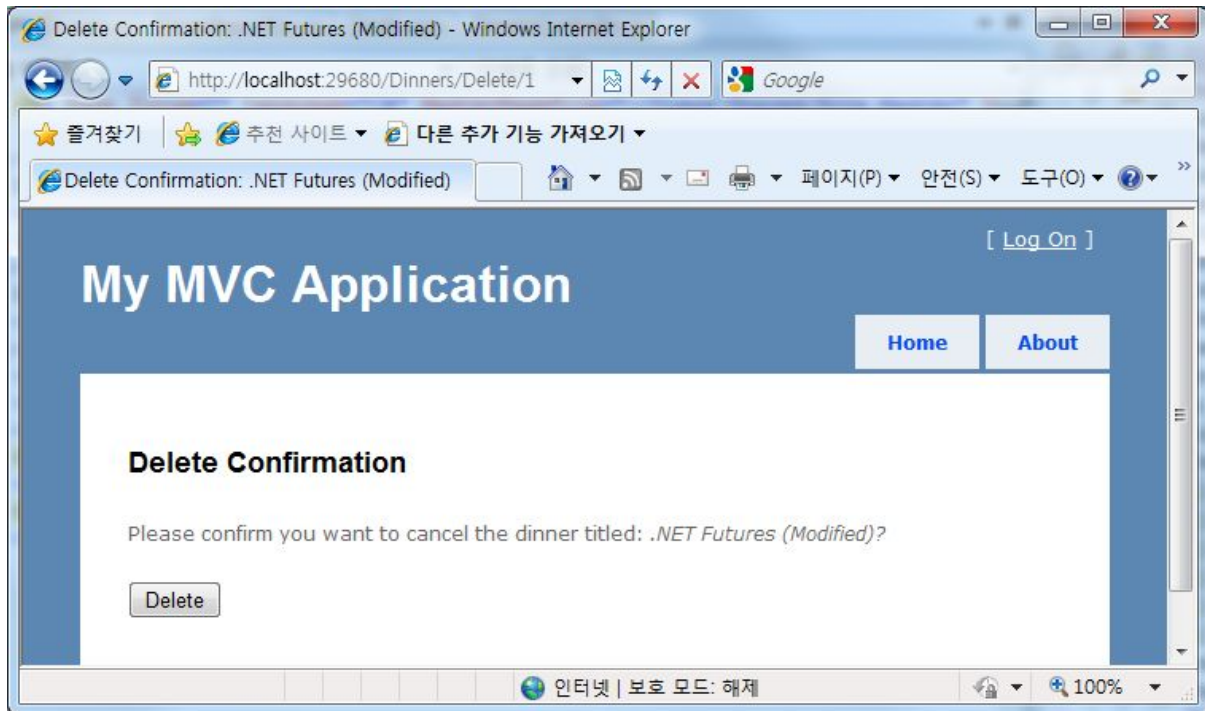 Delete Confirmation: .NET Futures (Modified) - Windows Internet Explorer
http://localhost:29680/Dinners/Delete/1
Google
즐겨찾기 추천 사이트 다른 추가 기능 가져오기
Delete Confirmation: .NET Futures (Modified) 페이지(P) 안전(S) 도구(O)
[ Log On ]
My MVC Application
Home About
Delete Confirmation
Please confirm you want to cancel the dinner titled: .NET Futures (Modified)?
Delete
인터넷 | 보호 모드: 해제 100%